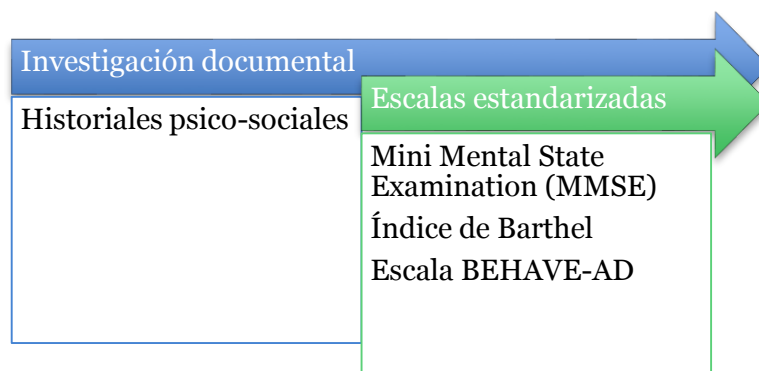 Investigación documental
Historiales psico-sociales
Escalas estandarizadas
Mini Mental State
Examination (MMSE)
Índice de Barthel
Escala BEHAVE-AD